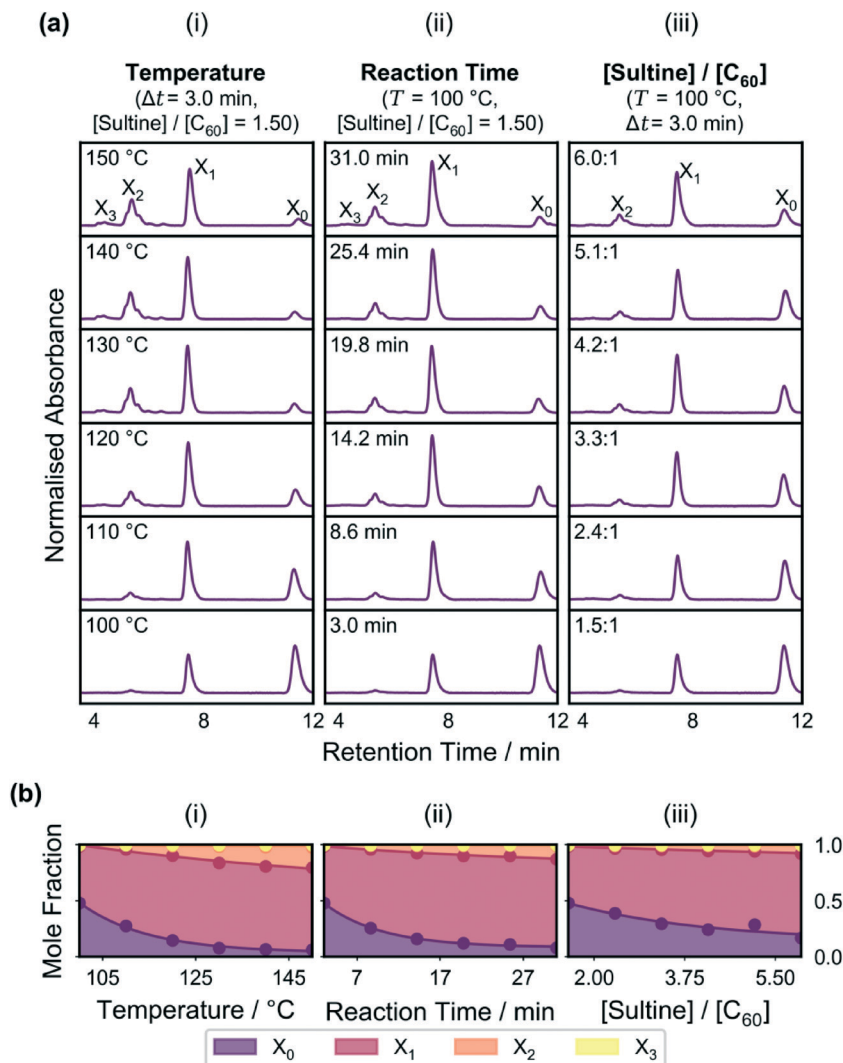 (a)
(i)
(ii)
(iii)
Temperature
(Δt = 3.0 min,
[Sultine] / [C₆₀] = 1.50)
Reaction Time
(T = 100 °C,
[Sultine] / [C₆₀] = 1.50)
[Sultine] / [C₆₀]
(T = 100 °C,
Δt = 3.0 min)
Normalised Absorbance
150 °C
X₃
X₂
X₁
X₀
140 °C
130 °C
120 °C
110 °C
100 °C
4 8 12
31.0 min
X₃
X₂
X₁
X₀
25.4 min
19.8 min
14.2 min
8.6 min
3.0 min
4 8 12
6.0:1
X₂
X₁
X₀
5.1:1
4.2:1
3.3:1
2.4:1
1.5:1
4 8 12
Retention Time / min
(b)
(i)
(ii)
(iii)
Mole Fraction
1.0
0.5
0.0
105 125 145
7 17 27
2.00 3.75 5.50
Temperature / °C
Reaction Time / min
[Sultine] / [C₆₀]
X₀ X₁ X₂ X₃